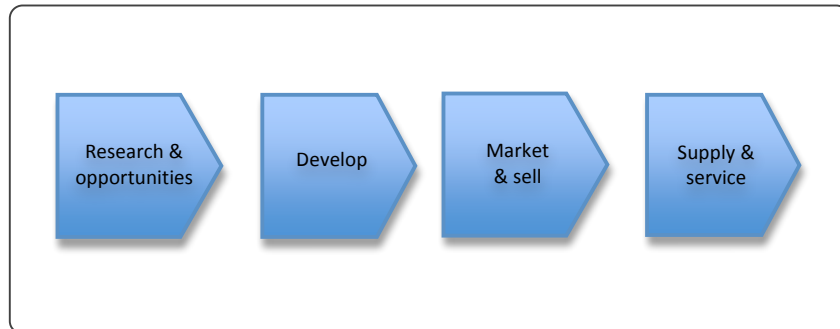 Research &
opportunities
Develop
Market
& sell
Supply &
service